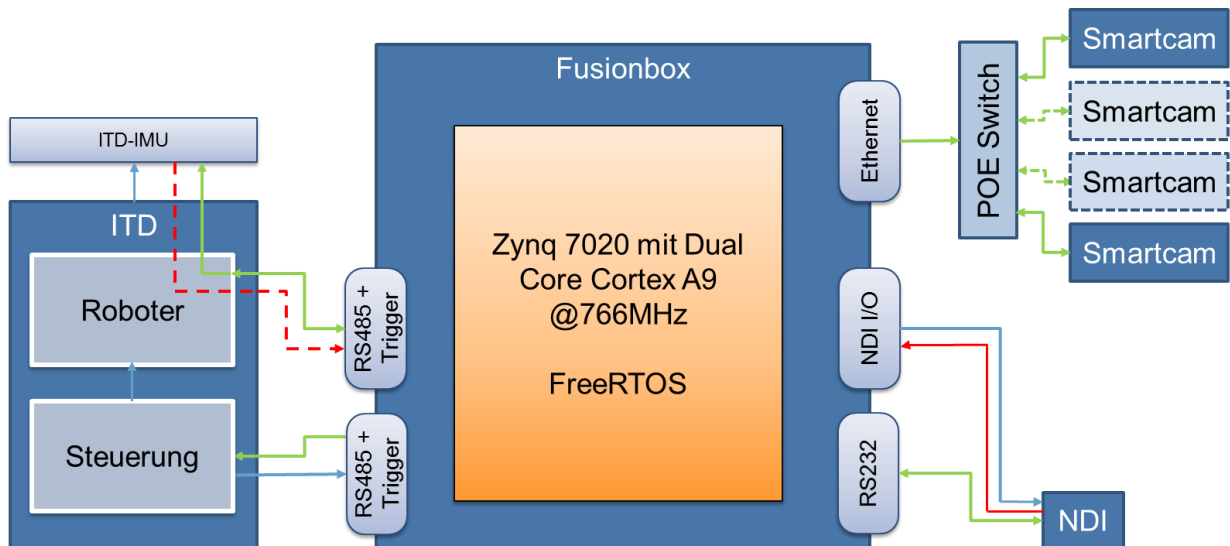 Fusionbox
Smartcam
Smartcam
Smartcam
Smartcam
POE Switch
Ethernet
ITD-IMU
ITD
Roboter
Steuerung
RS485 +
Trigger
RS485 +
Trigger
Zynq 7020 mit Dual
Core Cortex A9
@766MHz
FreeRTOS
NDI I/O
RS232
NDI